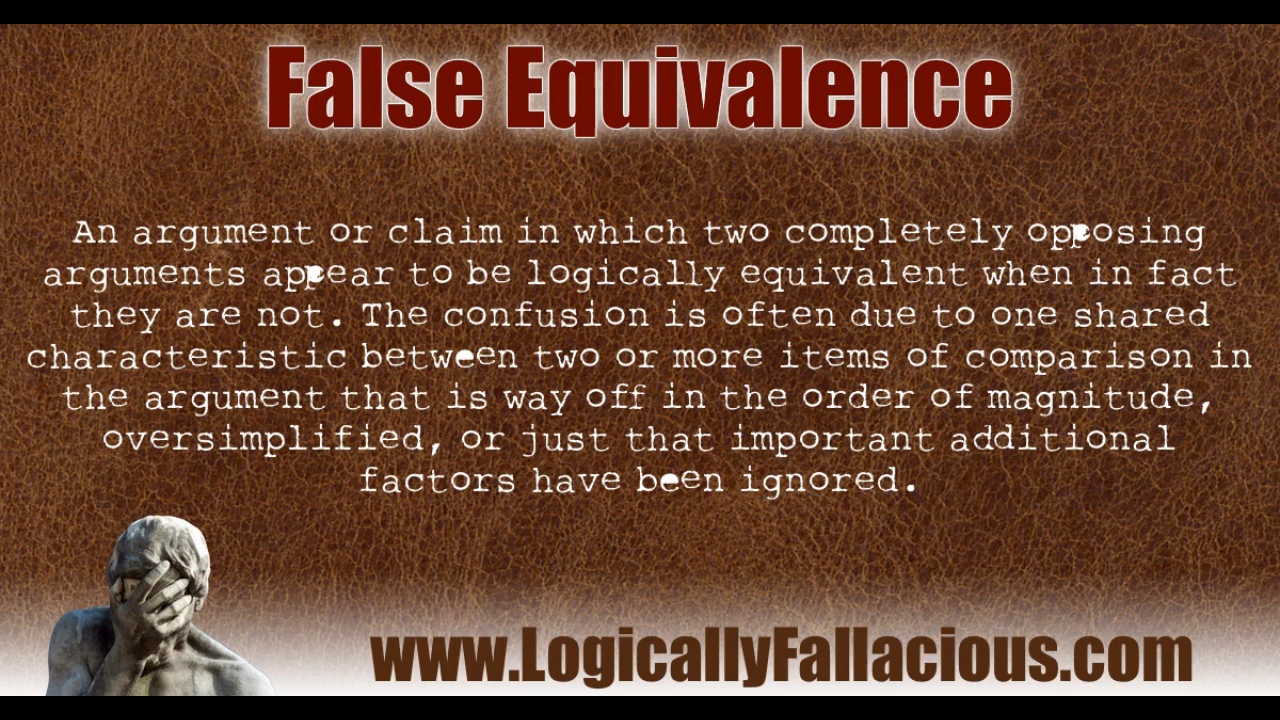 False Equivalence
An argument or claim in which two completely opposing
arguments appear to be logically equivalent when in fact
they are not. The confusion is often due to one shared
characteristic between two or more items of comparison in
the argument that is way off in the order of magnitude,
oversimplified, or just that important additional
factors have been ignored.
www.LogicallyFallacious.com